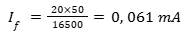 I_f = 20×50/16500 = 0, 061 mA